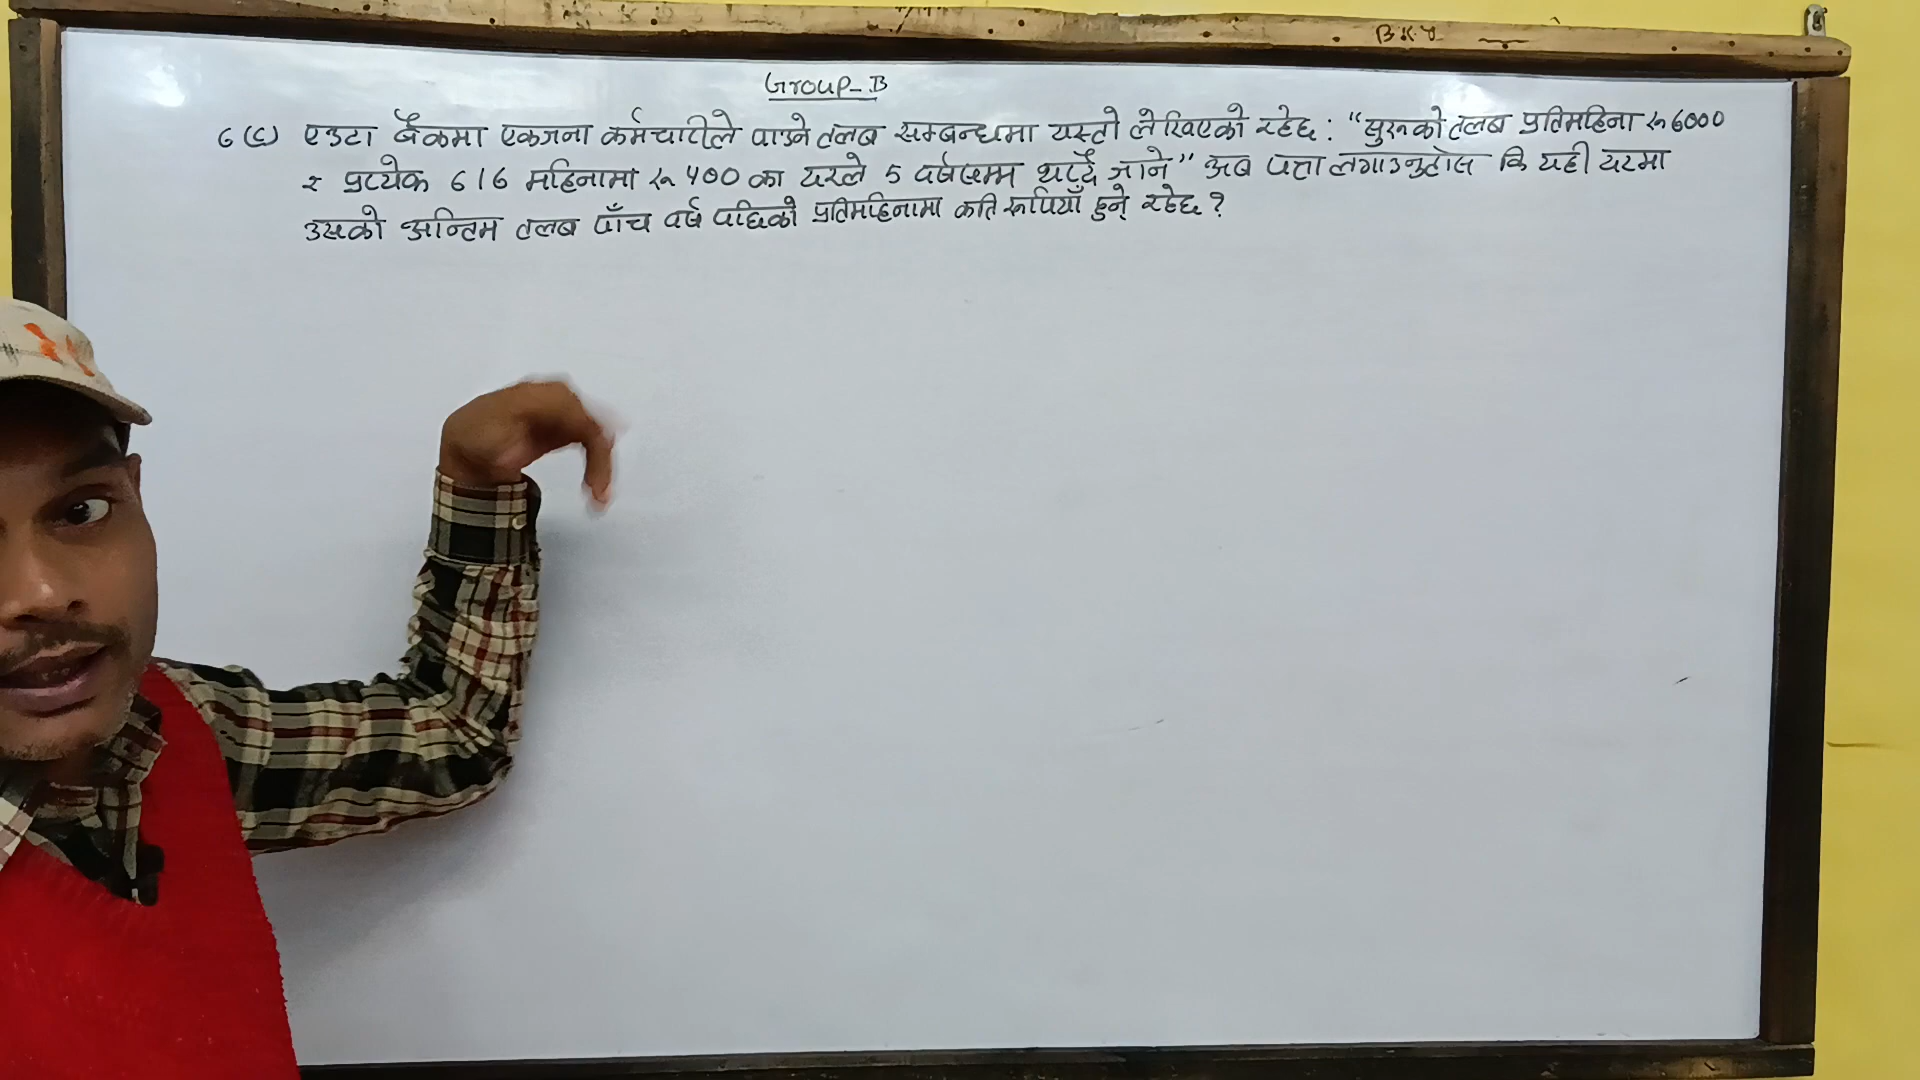 B.K.
Group-B
6(c) एउटा बैंकमा एकजना कर्मचारीले पाउने तलब सम्बन्धमा यस्तो लेखिएको रहेछ : "सुरुको तलब प्रतिमहिना रू 6000
र प्रत्येक 6/6 महिनामा रू 400 का दरले 5 वर्षसम्म थप्दै जाने" अब पत्ता लगाउनुहोस कि यही दरमा
उसको अन्तिम तलब पाँच वर्ष पछिको प्रतिमहिनामा कति रूपियाँ हुने रहेछ ?